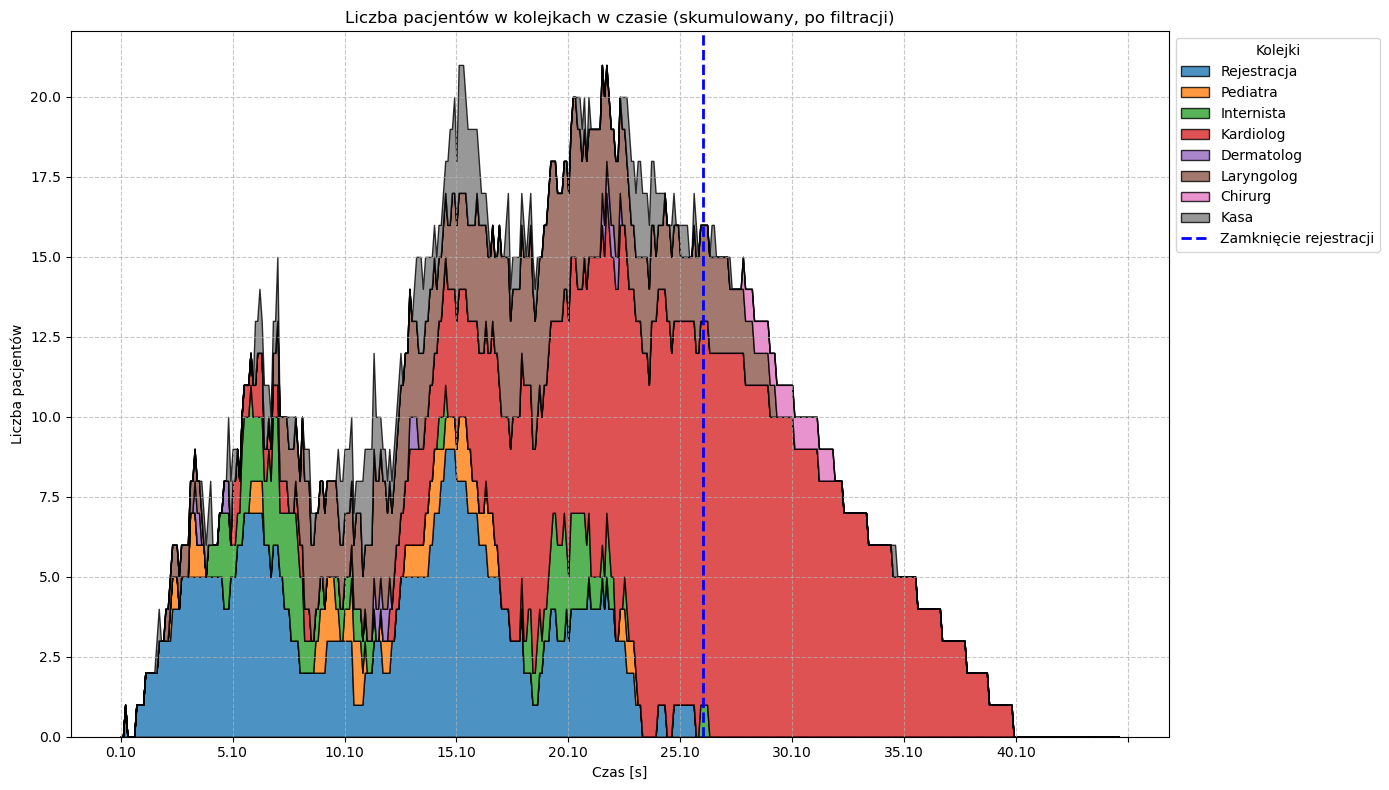 Liczba pacjentów w kolejkach w czasie (skumulowany, po filtracji)
Kolejki
Rejestracja
Pediatra
Internista
Kardiolog
Dermatolog
Laryngolog
Chirurg
Kasa
Zamknięcie rejestracji
Liczba pacjentów
20.0
17.5
15.0
12.5
10.0
7.5
5.0
2.5
0.0
0.10 5.10 10.10 15.10 20.10 25.10 30.10 35.10 40.10
Czas [s]